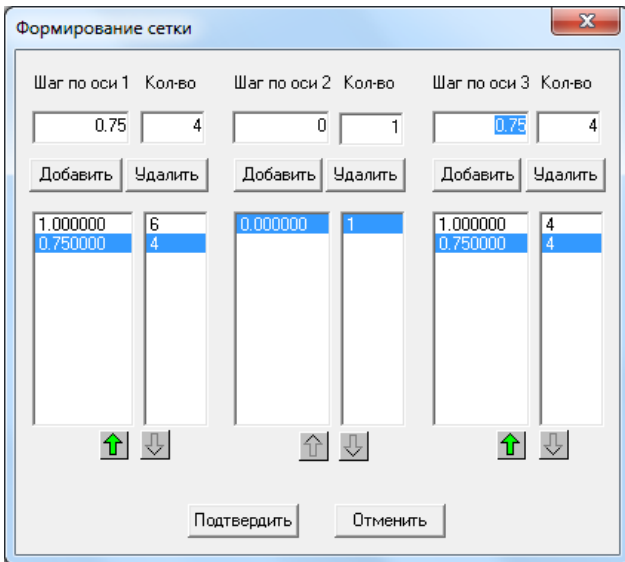 Формирование сетки
Шаг по оси 1 Кол-во Шаг по оси 2 Кол-во Шаг по оси 3 Кол-во
0.75 4 0 1 0.75 4
Добавить Удалить Добавить Удалить Добавить Удалить
1.000000 6 0.000000 1 1.000000 4
0.750000 4 0.750000 4
Подтвердить Отменить